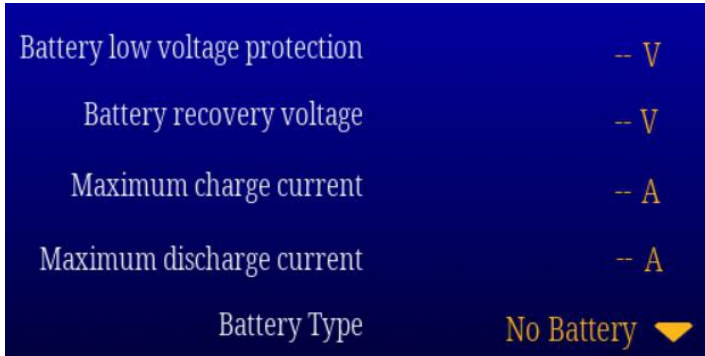 Battery low voltage protection -- V
Battery recovery voltage -- V
Maximum charge current -- A
Maximum discharge current -- A
Battery Type No Battery